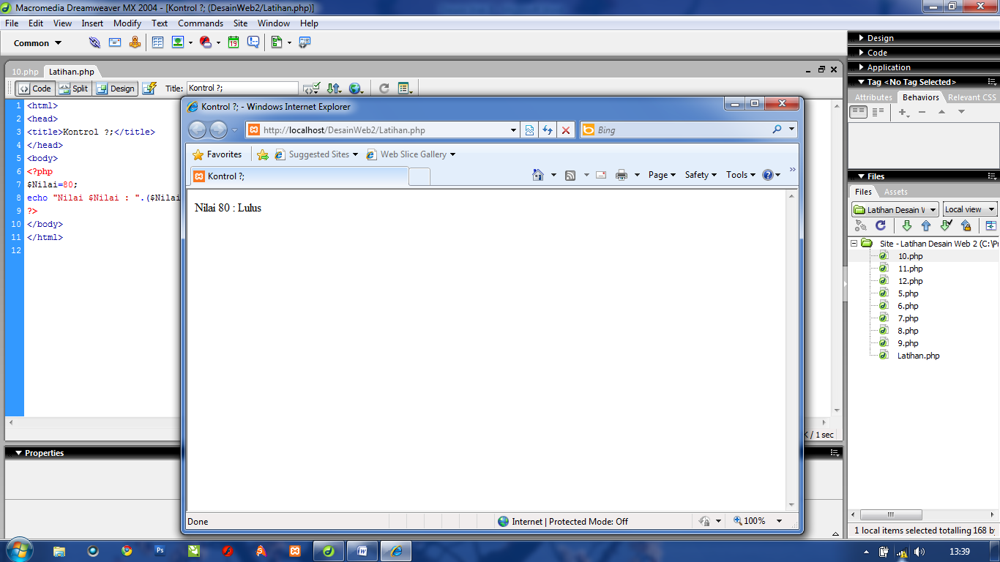 Macromedia Dreamweaver MX 2004 - [Kontrol ?; (DesainWeb2/Latihan.php)]
File Edit View Insert Modify Text Commands Site Window Help
Common
10.php Latihan.php
Code Split Design Title: Kontrol ?;
1 <html>
2 <head>
3 <title>Kontrol ?;</title>
4 </head>
5 <body>
6 <?php
7 $Nilai=80;
8 echo "Nilai $Nilai : ".($Nilai
9 ?>
10 </body>
11 </html>
12
/ 1 sec
Properties
Kontrol ?; - Windows Internet Explorer
http://localhost/DesainWeb2/Latihan.php
Bing
Favorites Suggested Sites Web Slice Gallery
Kontrol ?;
Page Safety Tools
Nilai 80 : Lulus
Done Internet | Protected Mode: Off 100%
Design
Code
Application
Tag <No Tag Selected>
Attributes Behaviors Relevant CSS
Files
Files Assets
Latihan Desain Local view
Site - Latihan Desain Web 2 (C:\Pr
10.php
11.php
12.php
5.php
6.php
7.php
8.php
9.php
Latihan.php
1 local items selected totalling 168 by
Ps W 13:39